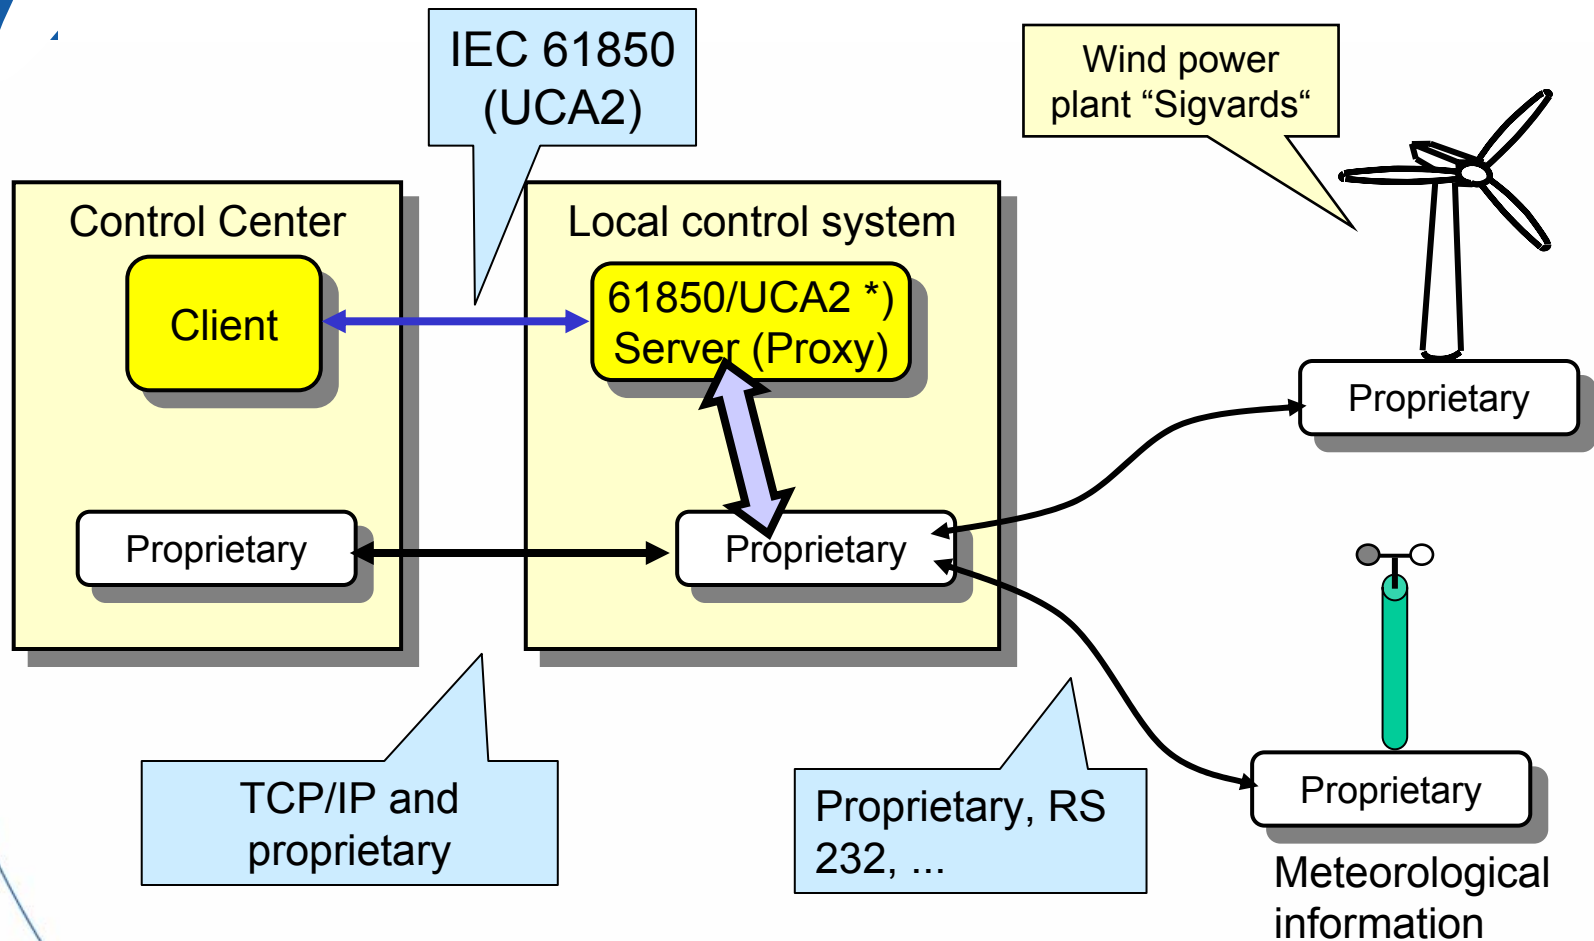 IEC 61850
(UCA2)
Wind power
plant “Sigvards“
Control Center
Client
Proprietary
Local control system
61850/UCA2 *)
Server (Proxy)
Proprietary
Proprietary
TCP/IP and
proprietary
Proprietary, RS
232, ...
Proprietary
Meteorological
information